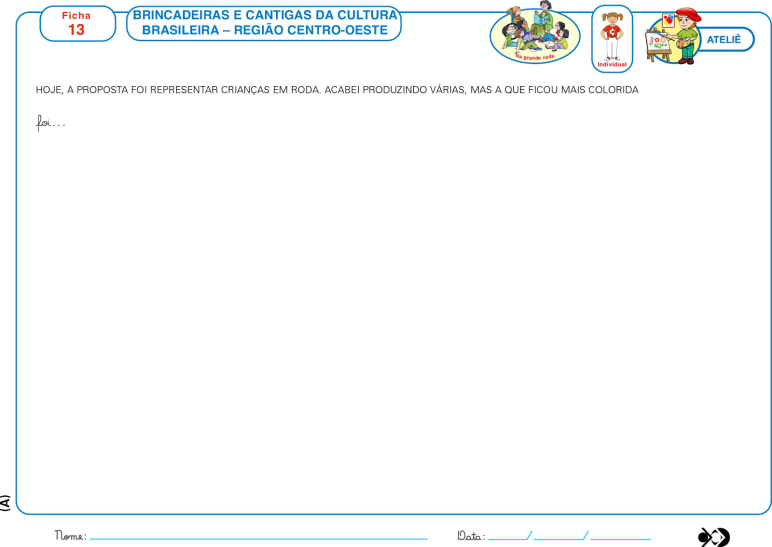 Ficha
13
BRINCADEIRAS E CANTIGAS DA CULTURA
BRASILEIRA – REGIÃO CENTRO-OESTE
Na grande roda
Individual
ATELIÊ
HOJE, A PROPOSTA FOI REPRESENTAR CRIANÇAS EM RODA. ACABEI PRODUZINDO VÁRIAS, MAS A QUE FICOU MAIS COLORIDA
foi...
(A)
Nome: Data: / /